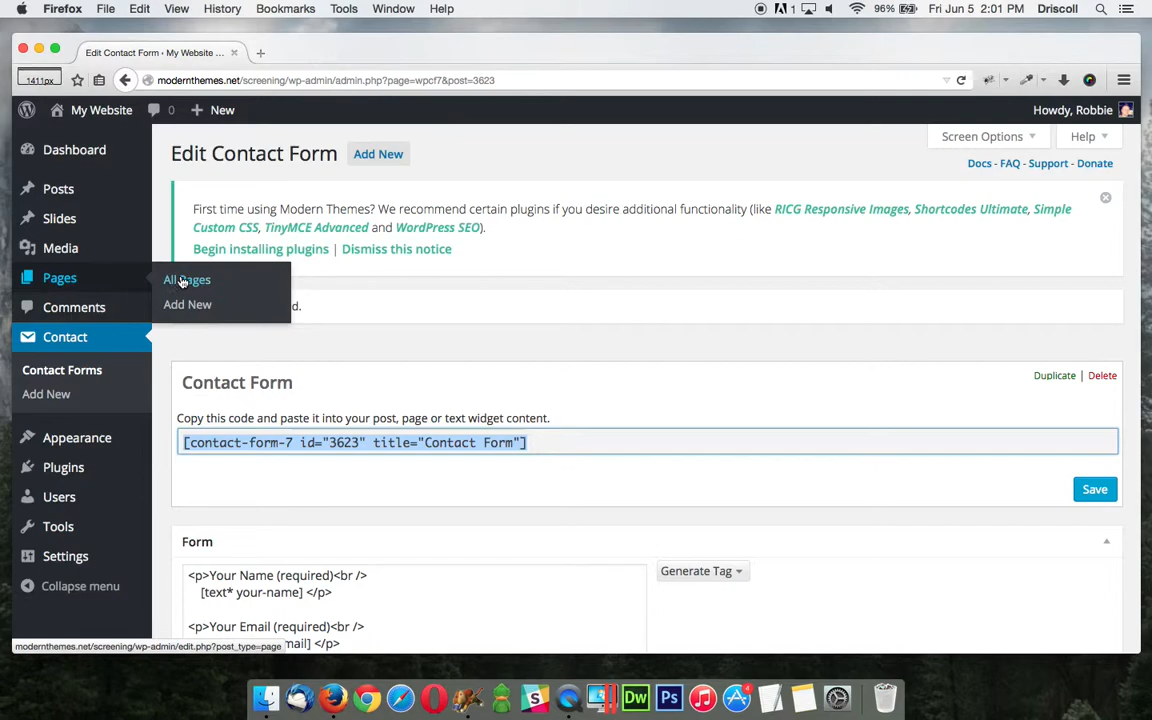 Firefox File Edit View History Bookmarks Tools Window Help 1 96% Fri Jun 5 2:01 PM Driscoll
Edit Contact Form ‹ My Website ... × +
1411px modernthemes.net/screening/wp-admin/admin.php?page=wpcf7&post=3623
My Website 0 + New Howdy, Robbie
Screen Options Help
Dashboard
Edit Contact Form Add New
Docs - FAQ - Support - Donate
Posts
First time using Modern Themes? We recommend certain plugins if you desire additional functionality (like RICG Responsive Images, Shortcodes Ultimate, Simple
Slides
Custom CSS, TinyMCE Advanced and WordPress SEO).
Media
Begin installing plugins | Dismiss this notice
Pages
All Pages
Add New
Comments
d.
Contact
Contact Forms
Add New
Contact Form
Duplicate | Delete
Copy this code and paste it into your post, page or text widget content.
[contact-form-7 id="3623" title="Contact Form"]
Appearance
Plugins
Save
Users
Tools
Settings
Collapse menu
Form
<p>Your Name (required)<br />
[text* your-name] </p>
Generate Tag
<p>Your Email (required)<br />
mail] </p>
modernthemes.net/screening/wp-admin/edit.php?post_type=page
S
Dw
Ps
4